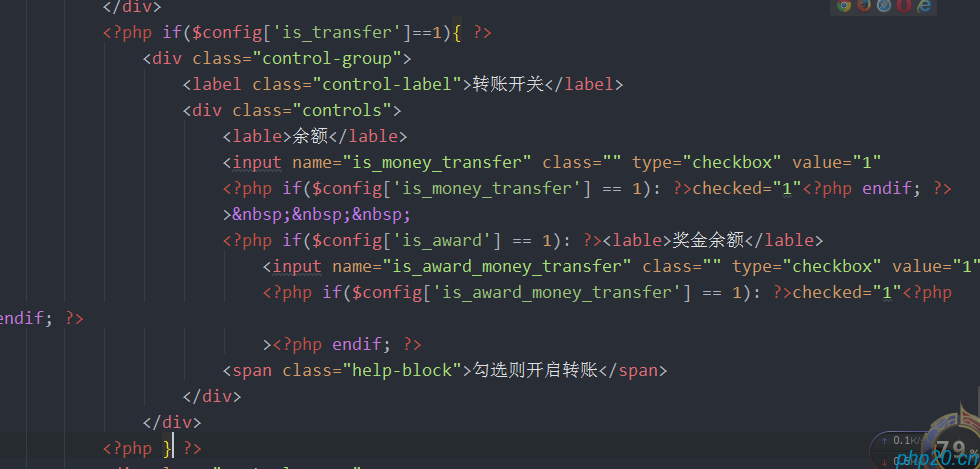 </div>
<?php if($config['is_transfer']==1){ ?>
<div class="control-group">
<label class="control-label">转账开关</label>
<div class="controls">
<lable>余额</lable>
<input name="is_money_transfer" class="" type="checkbox" value="1"
<?php if($config['is_money_transfer'] == 1): ?>checked="1"<?php endif; ?>
>&nbsp;&nbsp;&nbsp;
<?php if($config['is_award'] == 1): ?><lable>奖金余额</lable>
<input name="is_award_money_transfer" class="" type="checkbox" value="1"
<?php if($config['is_award_money_transfer'] == 1): ?>checked="1"<?php
endif; ?>
><?php endif; ?>
<span class="help-block">勾选则开启转账</span>
</div>
</div>
<?php } ?>
↑ 0.1K/s
79%
php20.cn